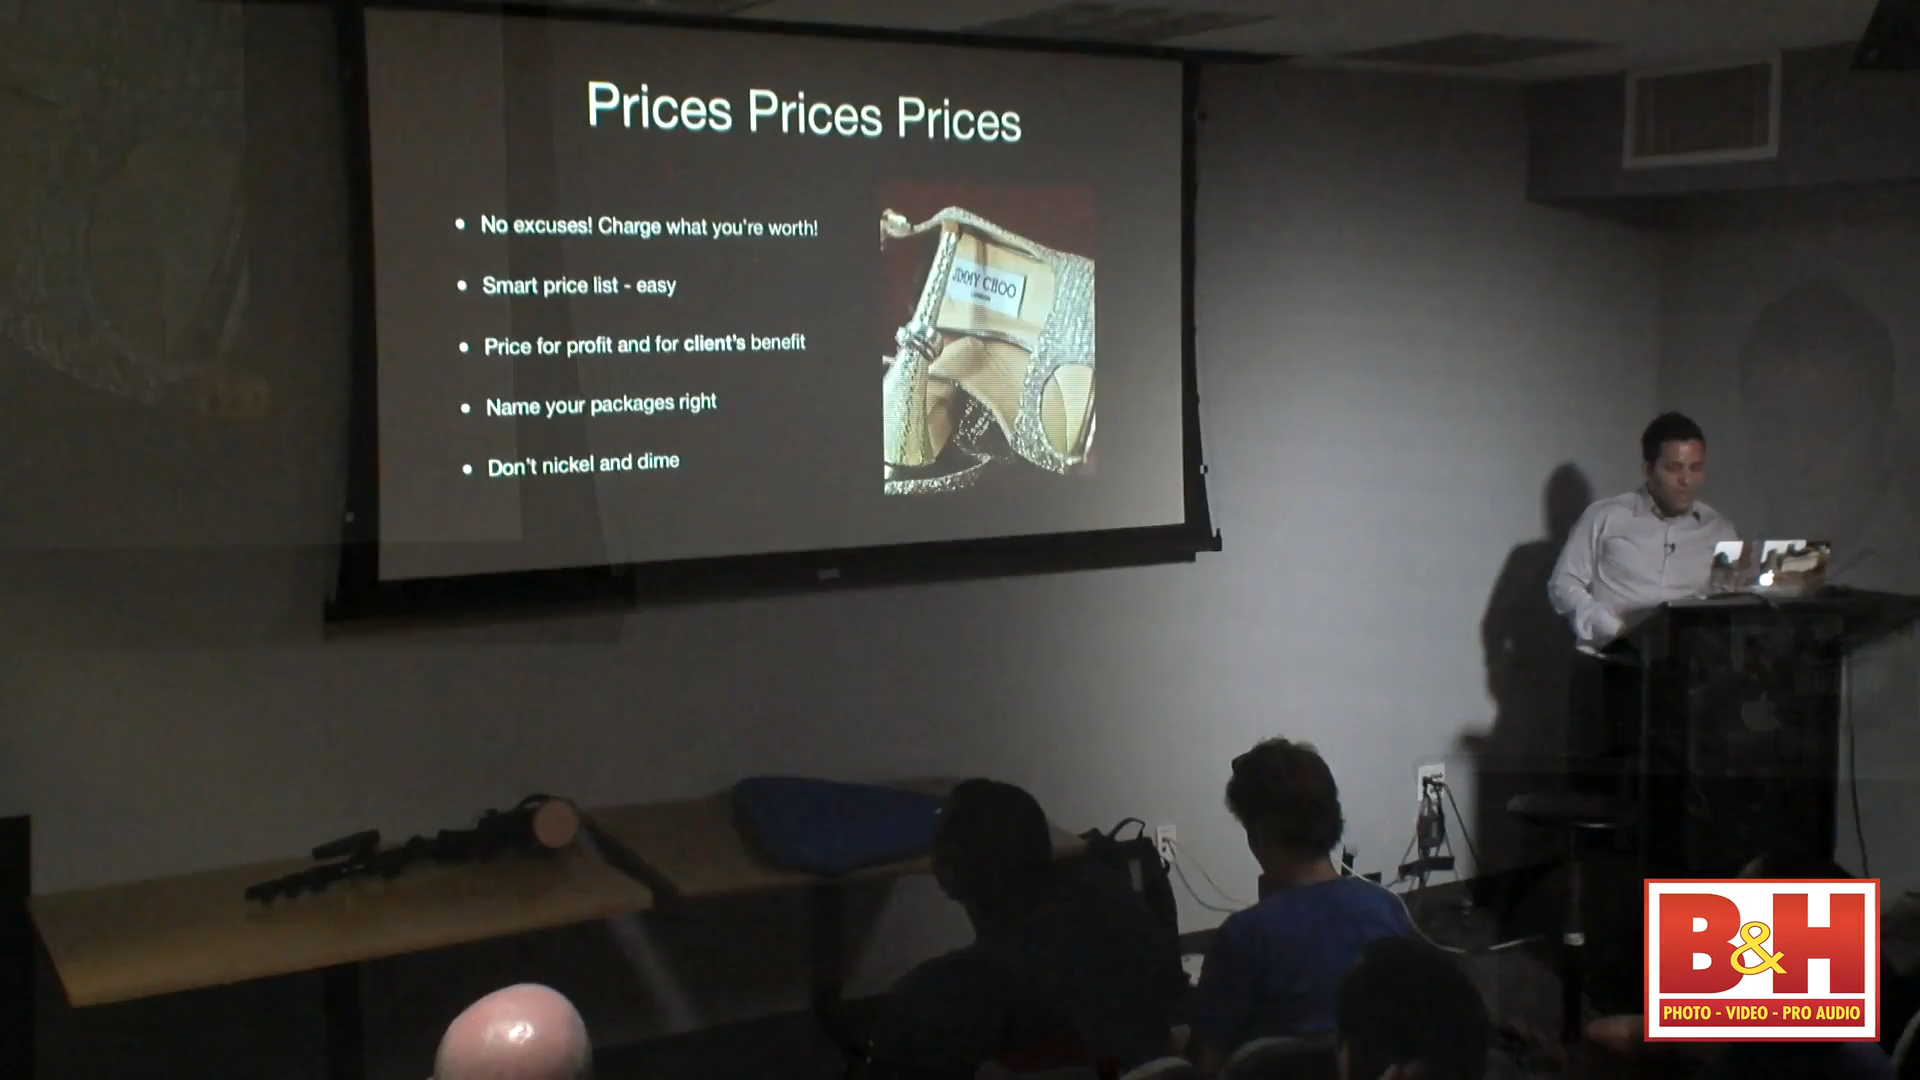 Prices Prices Prices
No excuses! Charge what you're worth!
Smart price list - easy
Price for profit and for client's benefit
Name your packages right
Don't nickel and dime
JIMMY CHOO
B&H
PHOTO - VIDEO - PRO AUDIO